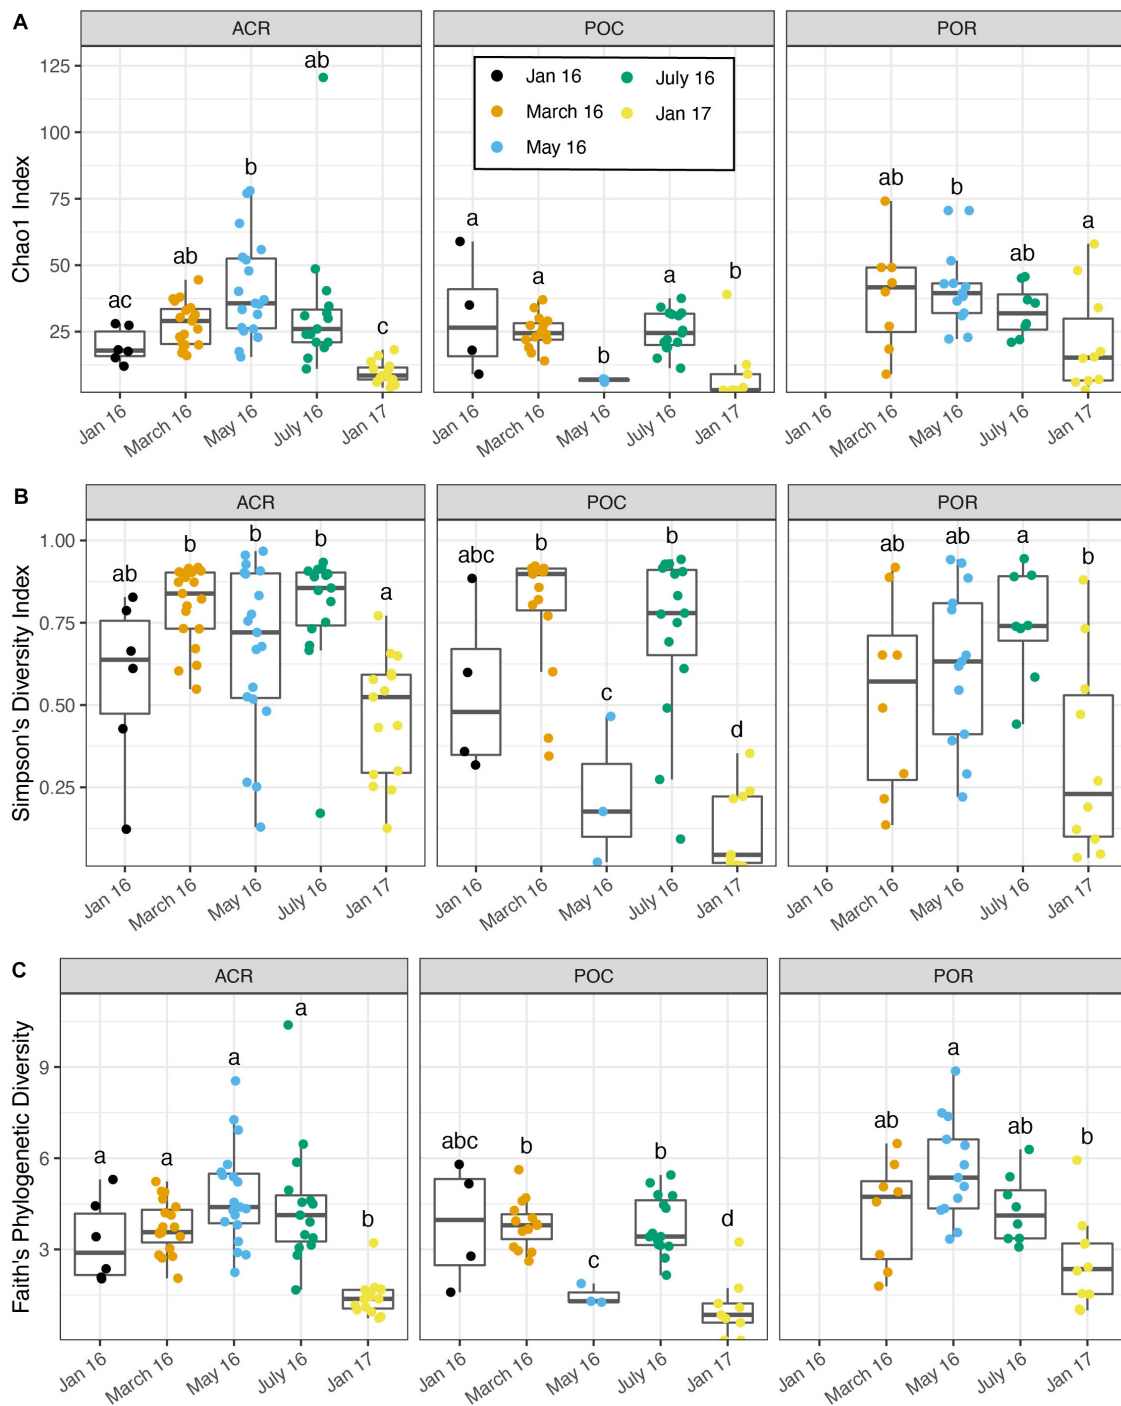 A
ACR POC POR
Chao1 Index
125
100
75
50
25
ac ab b ab c
a a b a b
ab b ab a
Jan 16 July 16
March 16 Jan 17
May 16
Jan 16 March 16 May 16 July 16 Jan 17 Jan 16 March 16 May 16 July 16 Jan 17 Jan 16 March 16 May 16 July 16 Jan 17
B
ACR POC POR
Simpson's Diversity Index
1.00
0.75
0.50
0.25
ab b b b a
abc b c b d
ab ab a b
Jan 16 March 16 May 16 July 16 Jan 17 Jan 16 March 16 May 16 July 16 Jan 17 Jan 16 March 16 May 16 July 16 Jan 17
C
ACR POC POR
Faith's Phylogenetic Diversity
9
6
3
a a a a b
abc b c b d
ab a ab b
Jan 16 March 16 May 16 July 16 Jan 17 Jan 16 March 16 May 16 July 16 Jan 17 Jan 16 March 16 May 16 July 16 Jan 17